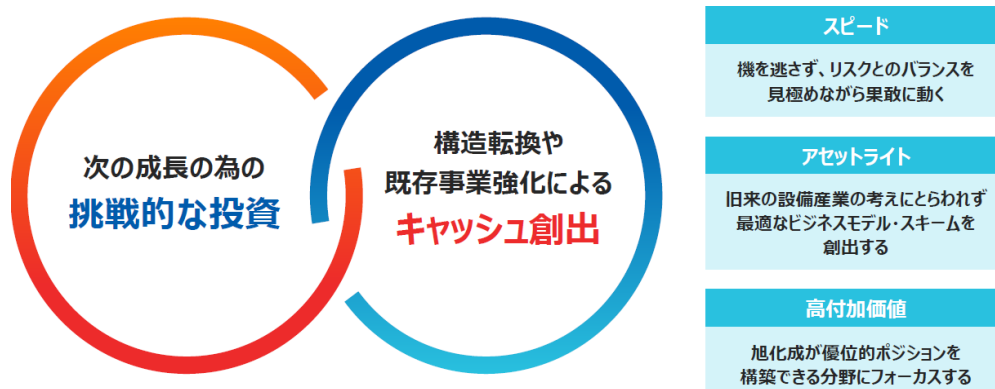 次の成長の為の
挑戦的な投資
構造転換や
既存事業強化による
キャッシュ創出
スピード
機を逃さず、リスクとのバランスを
見極めながら果敢に動く
アセットライト
旧来の設備産業の考えにとらわれず
最適なビジネスモデル・スキームを
創出する
高付加価値
旭化成が優位的ポジションを
構築できる分野にフォーカスする